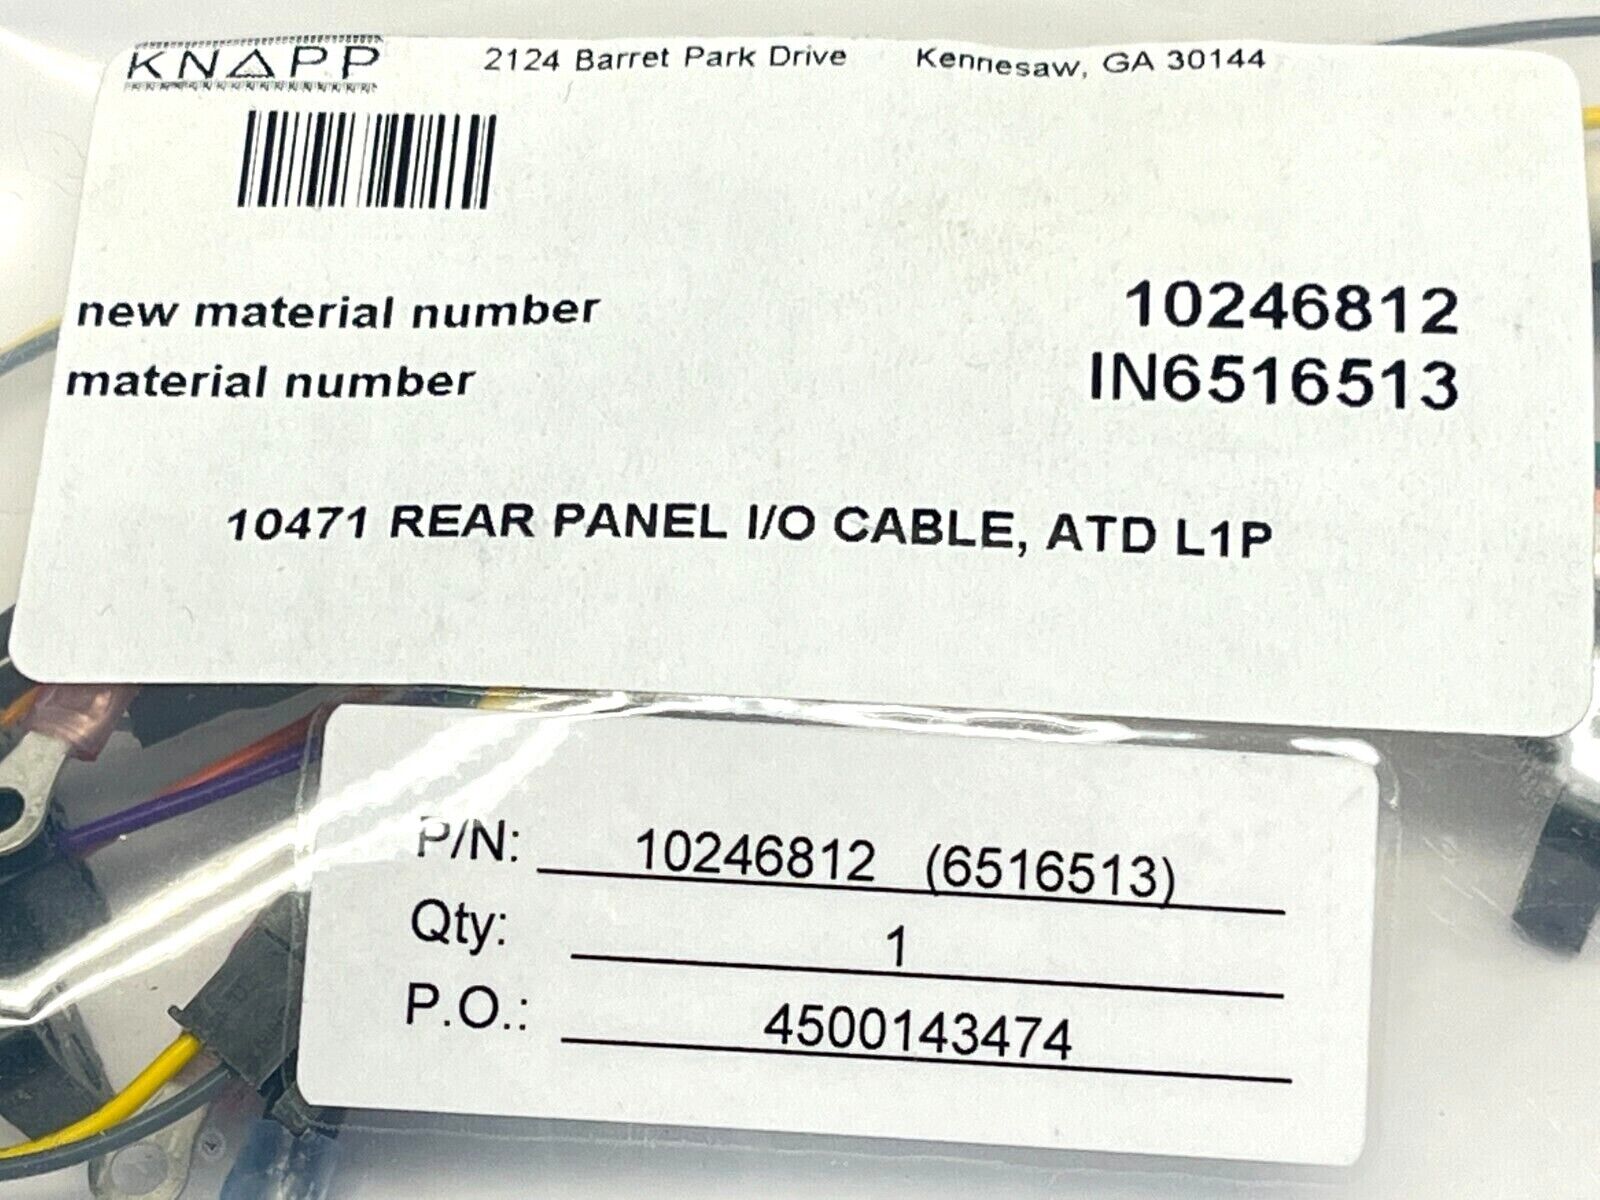 KNAPP 2124 Barret Park Drive Kennesaw, GA 30144
new material number 10246812
material number IN6516513
10471 REAR PANEL I/O CABLE, ATD L1P
P/N: 10246812 (6516513)
Qty: 1
P.O.: 4500143474